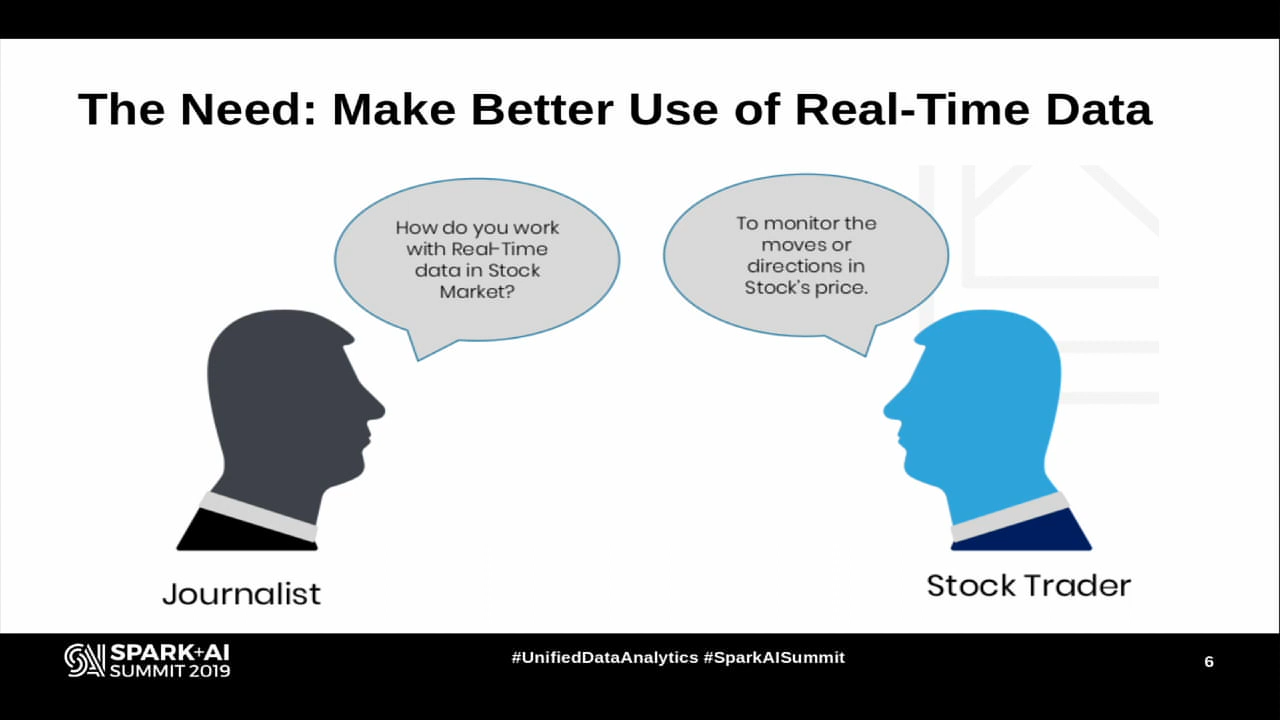 The Need: Make Better Use of Real-Time Data
How do you work
with Real-Time
data in Stock
Market?
To monitor the
moves or
directions in
Stock's price.
Journalist
Stock Trader
SPARK+AI
SUMMIT 2019
#UnifiedDataAnalytics #SparkAISummit
6